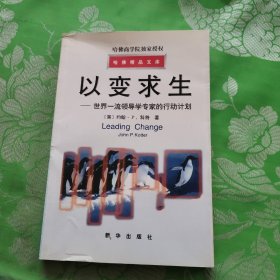 哈佛商学院独家授权
哈佛精品文库
以变求生
——世界一流领导学专家的行动计划
（美）约翰·P．科特 著
Leading Change
John P. Kotter
新华出版社